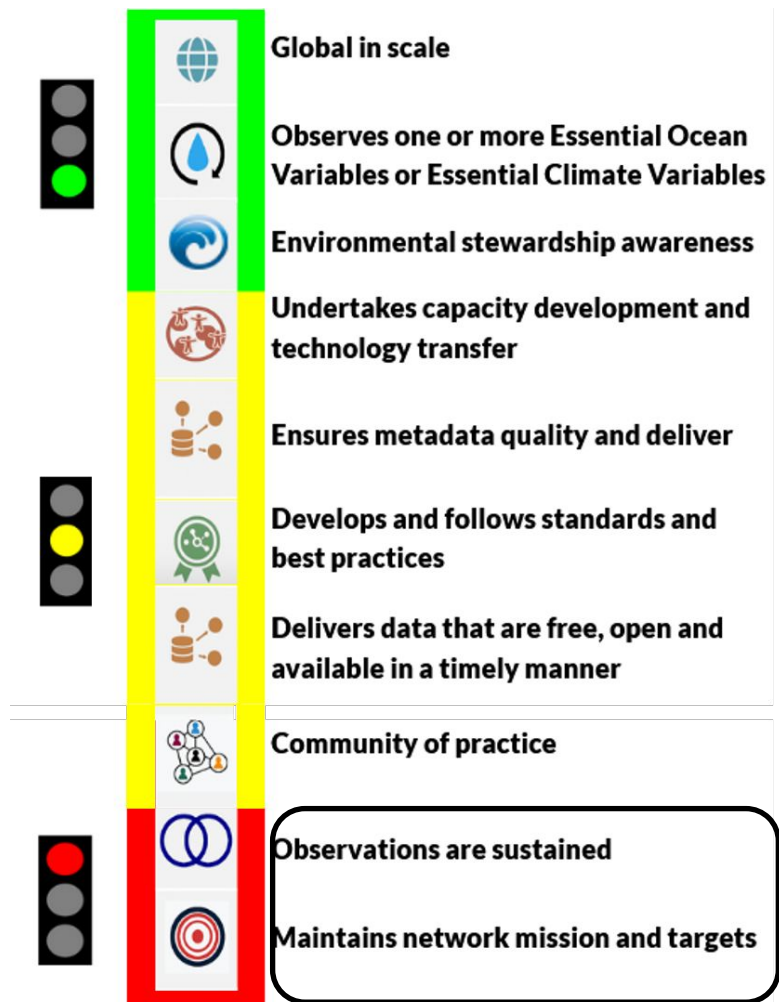 Global in scale
Observes one or more Essential Ocean
Variables or Essential Climate Variables
Environmental stewardship awareness
Undertakes capacity development and
technology transfer
Ensures metadata quality and deliver
Develops and follows standards and
best practices
Delivers data that are free, open and
available in a timely manner
Community of practice
Observations are sustained
Maintains network mission and targets